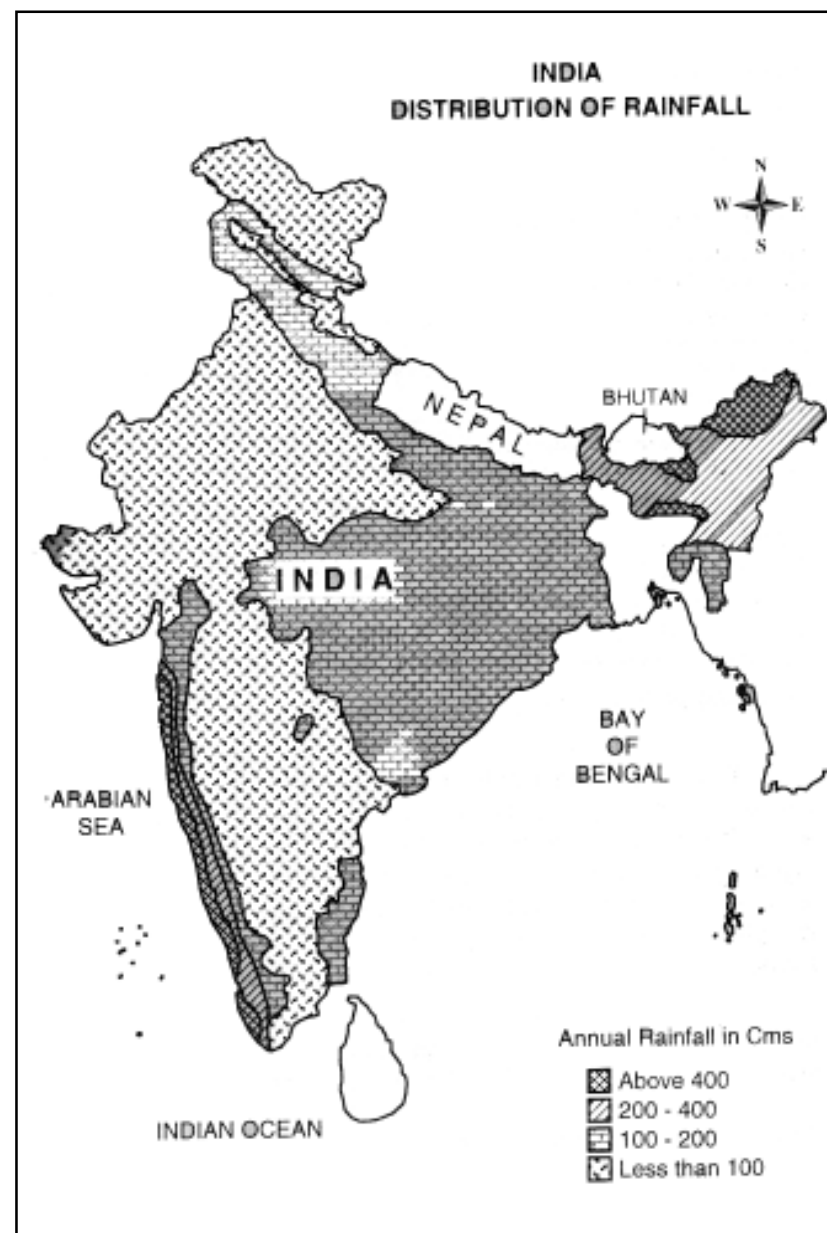 INDIA
DISTRIBUTION OF RAINFALL
N
W E
S
NEPAL
BHUTAN
INDIA
BAY
OF
BENGAL
ARABIAN
SEA
INDIAN OCEAN
Annual Rainfall in Cms
Above 400
200 - 400
100 - 200
Less than 100